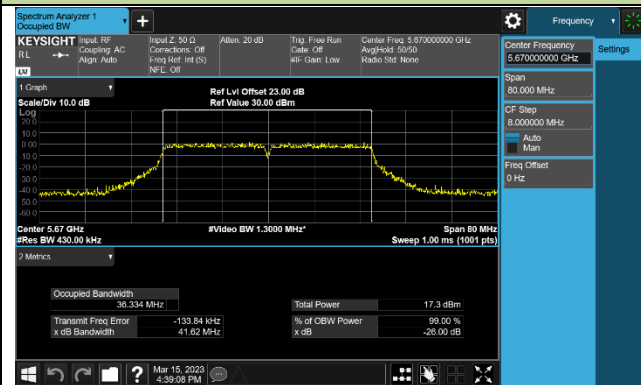 Spectrum Analyzer 1
Occupied BW
+
Frequency
KEYSIGHT
RL
Input: RF
Coupling: AC
Align: Auto
Input Z: 50 Ω
Corrections: Off
Freq Ref: Int (S)
NFE: Off
Atten: 20 dB
Trig: Free Run
Gate: Off
#IF Gain: Low
Center Freq: 5.670000000 GHz
Avg|Hold: 50/50
Radio Std: None
Center Frequency
5.670000000 GHz
Settings
Span
80.000 MHz
CF Step
8.000000 MHz
Auto
Man
Freq Offset
0 Hz
1 Graph
Scale/Div 10.0 dB
Ref Lvl Offset 23.00 dB
Ref Value 30.00 dBm
Log
20.0
10.0
0.00
-10.0
-20.0
-30.0
-40.0
-50.0
-60.0
Center 5.67 GHz
#Res BW 430.00 kHz
#Video BW 1.3000 MHz*
Span 80 MHz
Sweep 1.00 ms (1001 pts)
2 Metrics
Occupied Bandwidth
36.334 MHz
Total Power 17.3 dBm
Transmit Freq Error -133.84 kHz
% of OBW Power 99.00 %
x dB Bandwidth 41.62 MHz
x dB -26.00 dB
?
Mar 15, 2023
4:39:08 PM